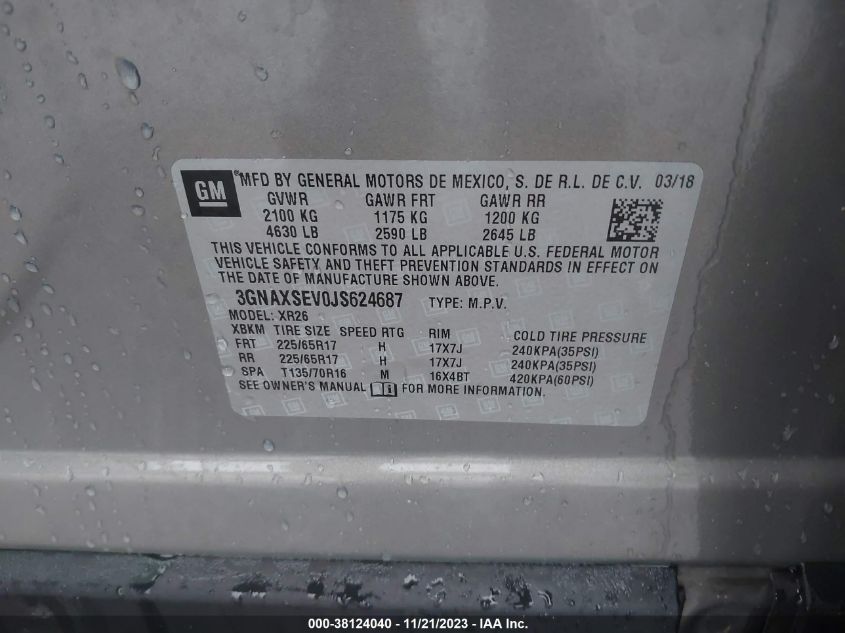 GM MFD BY GENERAL MOTORS DE MEXICO, S. DE R.L. DE C.V. 03/18
GVWR GAWR FRT GAWR RR
2100 KG 1175 KG 1200 KG
4630 LB 2590 LB 2645 LB
THIS VEHICLE CONFORMS TO ALL APPLICABLE U.S. FEDERAL MOTOR
VEHICLE SAFETY AND THEFT PREVENTION STANDARDS IN EFFECT ON
THE DATE OF MANUFACTURE SHOWN ABOVE.
3GNAXSEV0JS624687 TYPE: M.P.V.
MODEL: XR26
XBKM TIRE SIZE SPEED RTG RIM COLD TIRE PRESSURE
FRT 225/65R17 H 17X7J 240KPA(35PSI)
RR 225/65R17 H 17X7J 240KPA(35PSI)
SPA T135/70R16 M 16X4BT 420KPA(60PSI)
SEE OWNER'S MANUAL FOR MORE INFORMATION.
000-38124040 - 11/21/2023 - IAAI.com